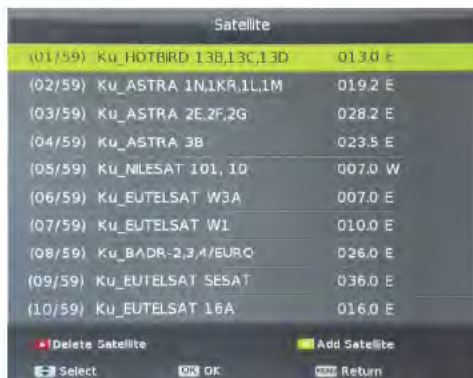 Satellite
(01/59) Ku_HOTBIRD 13B,13C,13D 013.0 E
(02/59) Ku_ASTRA 1N,1KR,1L,1M 019.2 E
(03/59) Ku_ASTRA 2E,2F,2G 028.2 E
(04/59) Ku_ASTRA 3B 023.5 E
(05/59) Ku_NILESAT 101, 10 007.0 W
(06/59) Ku_EUTELSAT W3A 007.0 E
(07/59) Ku_EUTELSAT W1 010.0 E
(08/59) Ku_BADR-2,3,4/EURO 026.0 E
(09/59) Ku_EUTELSAT SESAT 036.0 E
(10/59) Ku_EUTELSAT 16A 016.0 E
Delete Satellite Add Satellite
Select OK OK MENU Return